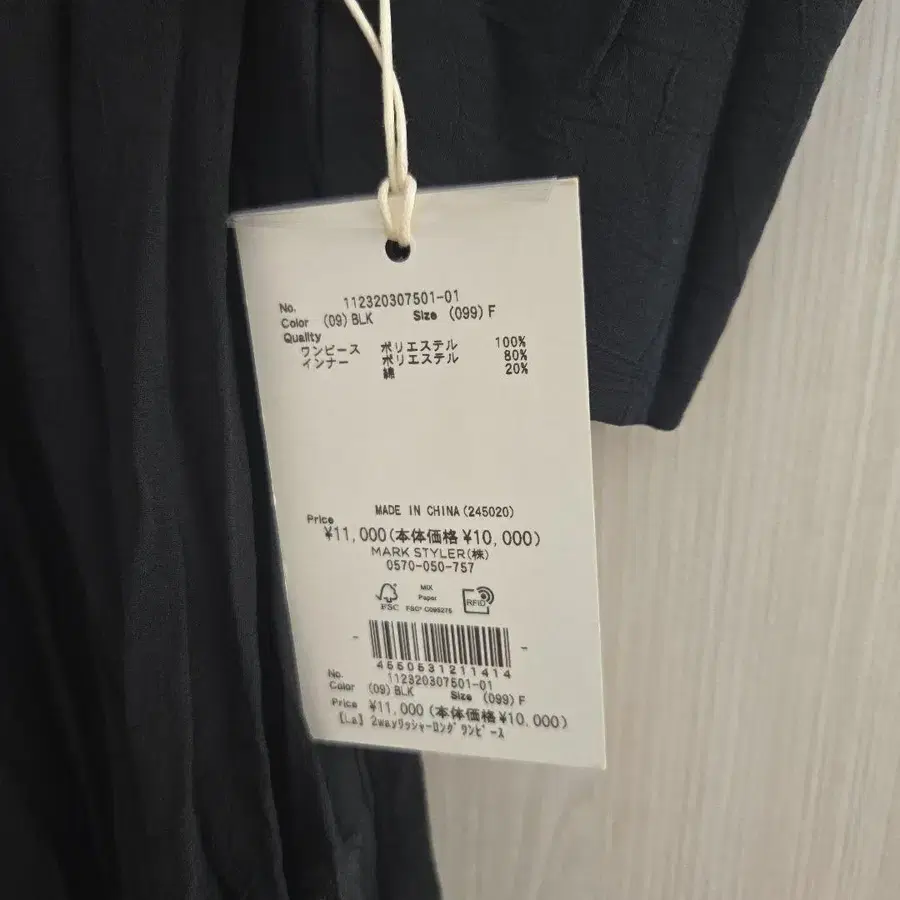 No. 112320307501-01
Color (09) BLK Size (099) F
Quality
ワンピース ポリエステル 100%
インナー ポリエステル 80%
綿 20%
MADE IN CHINA (245020)
Price
¥11,000(本体価格¥10,000)
MARK STYLER(株)
0570-050-757
FSC
MIX
Paper
FSC® C095275
RFID
4550531211414
No. 112320307501-01
Color (09) BLK Size (099) F
Price ¥11,000 (本体価格¥10,000)
[La] 2wayワッシャーロングワンピース